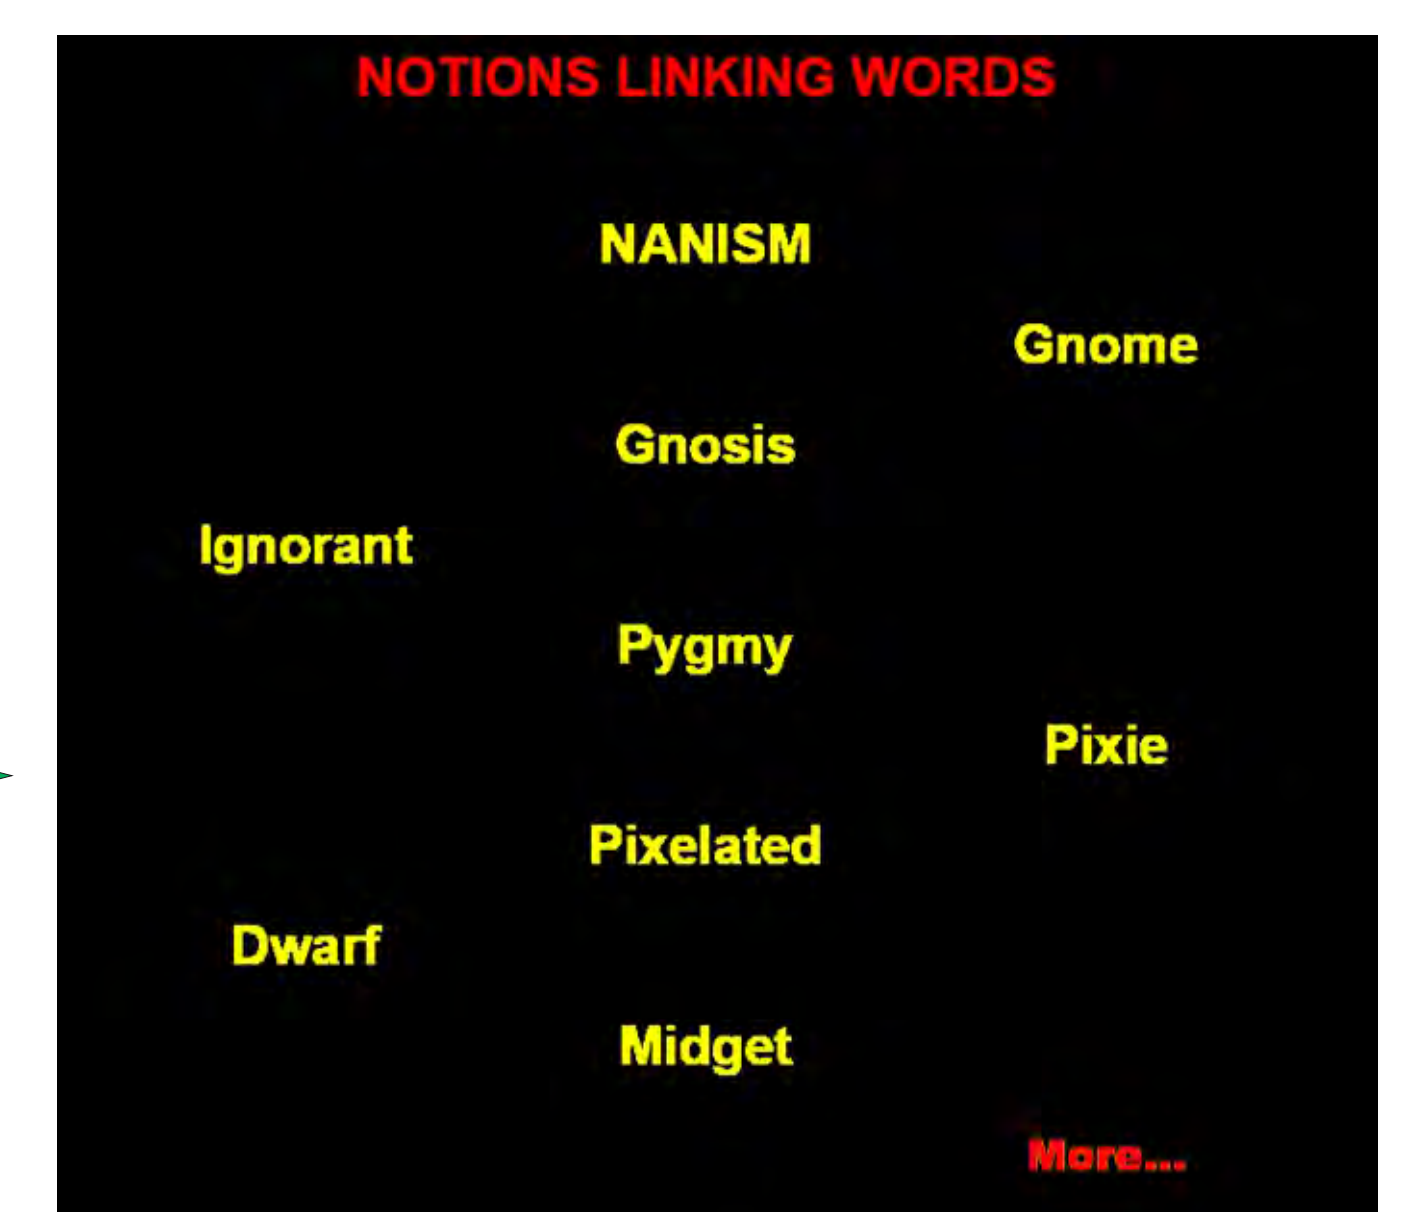 NOTIONS LINKING WORDS
NANISM
Gnome
Gnosis
Ignorant
Pygmy
Pixie
Pixelated
Dwarf
Midget
More...